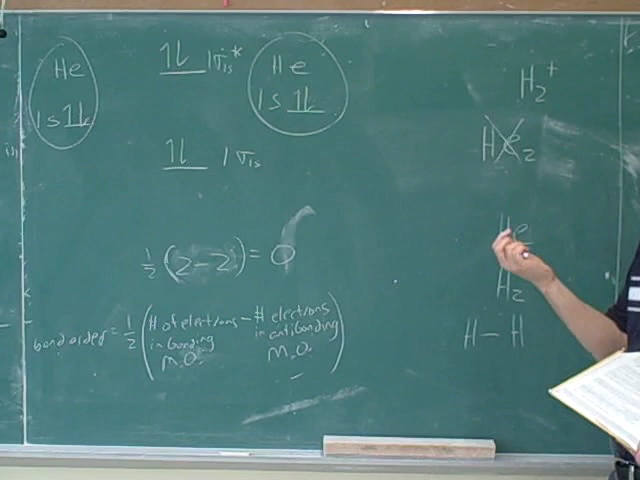 He
1s 1L
1L 1σ1s*
He
1s 1L
1L 1σ1s
1/2 (2-2) = 0
bond order = 1/2 (# of electrons in bonding M.O. - # electrons in antibonding M.O.)
H2+
He2
He
H2
H-H